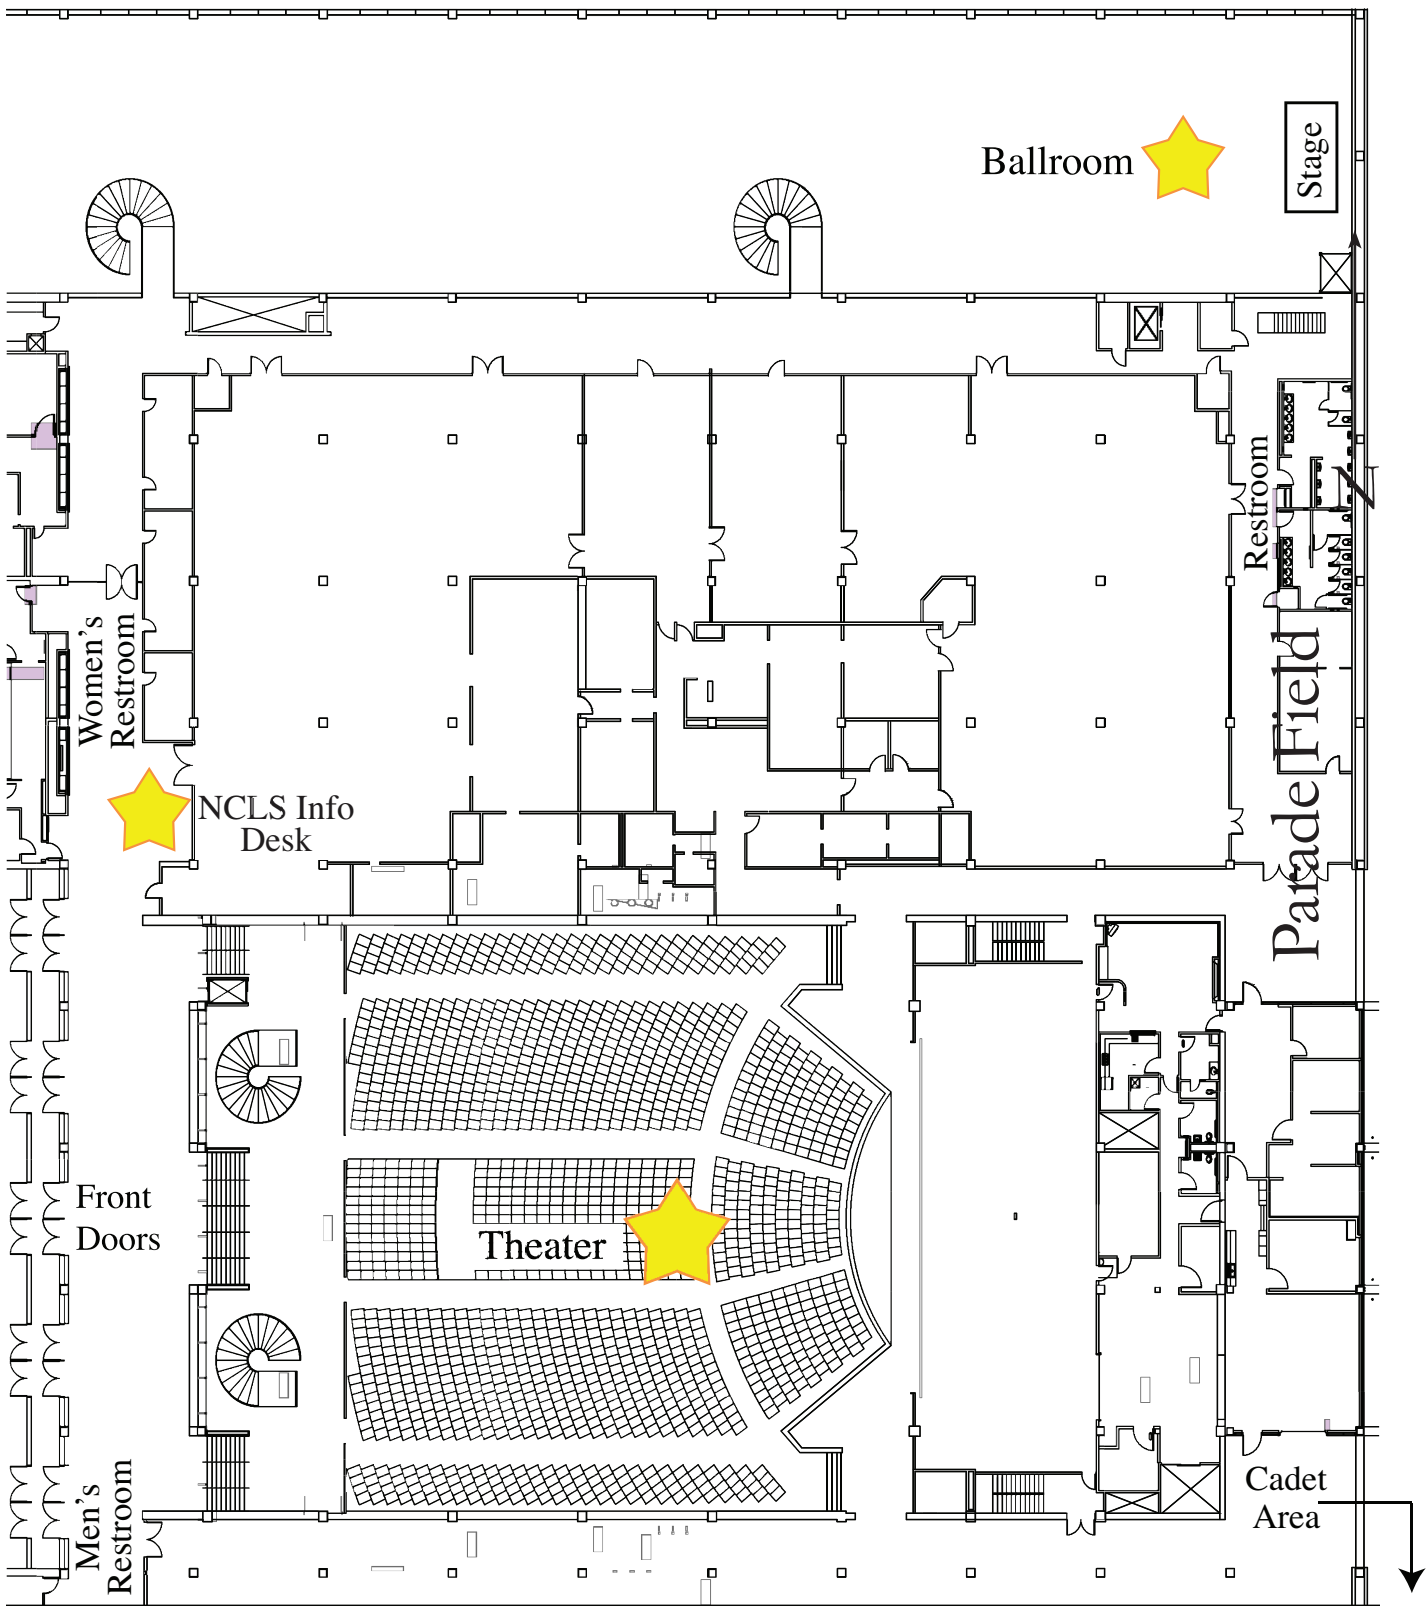 Ballroom
Stage
Restroom
N
Women's
Restroom
Parade Field
NCLS Info
Desk
Front
Doors
Theater
Men's
Restroom
Cadet
Area